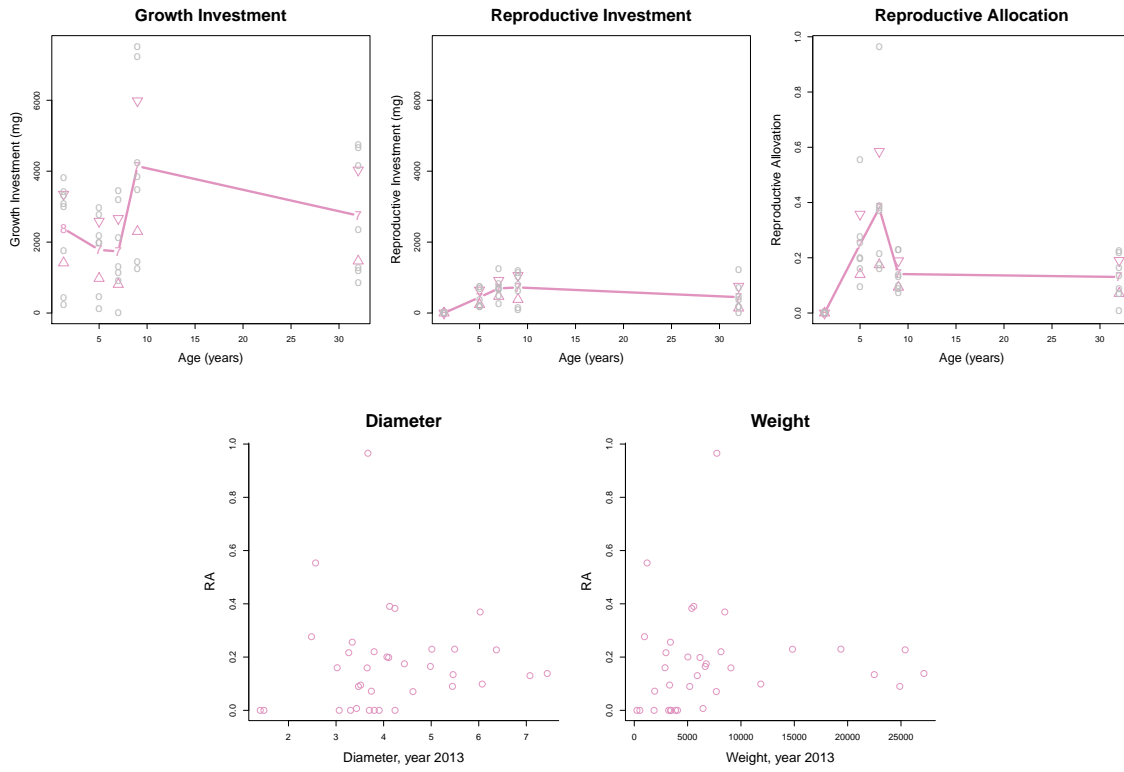 Growth Investment
Growth Investment (mg)
6000
4000
2000
0
5 10 15 20 25 30
Age (years)
Reproductive Investment
Reproductive Investment (mg)
6000
4000
2000
0
5 10 15 20 25 30
Age (years)
Reproductive Allocation
Reproductive Allovation
1.0
0.8
0.6
0.4
0.2
0.0
5 10 15 20 25 30
Age (years)
Diameter
RA
1.0
0.8
0.6
0.4
0.2
0.0
2 3 4 5 6 7
Diameter, year 2013
Weight
RA
1.0
0.8
0.6
0.4
0.2
0.0
0 5000 10000 15000 20000 25000
Weight, year 2013